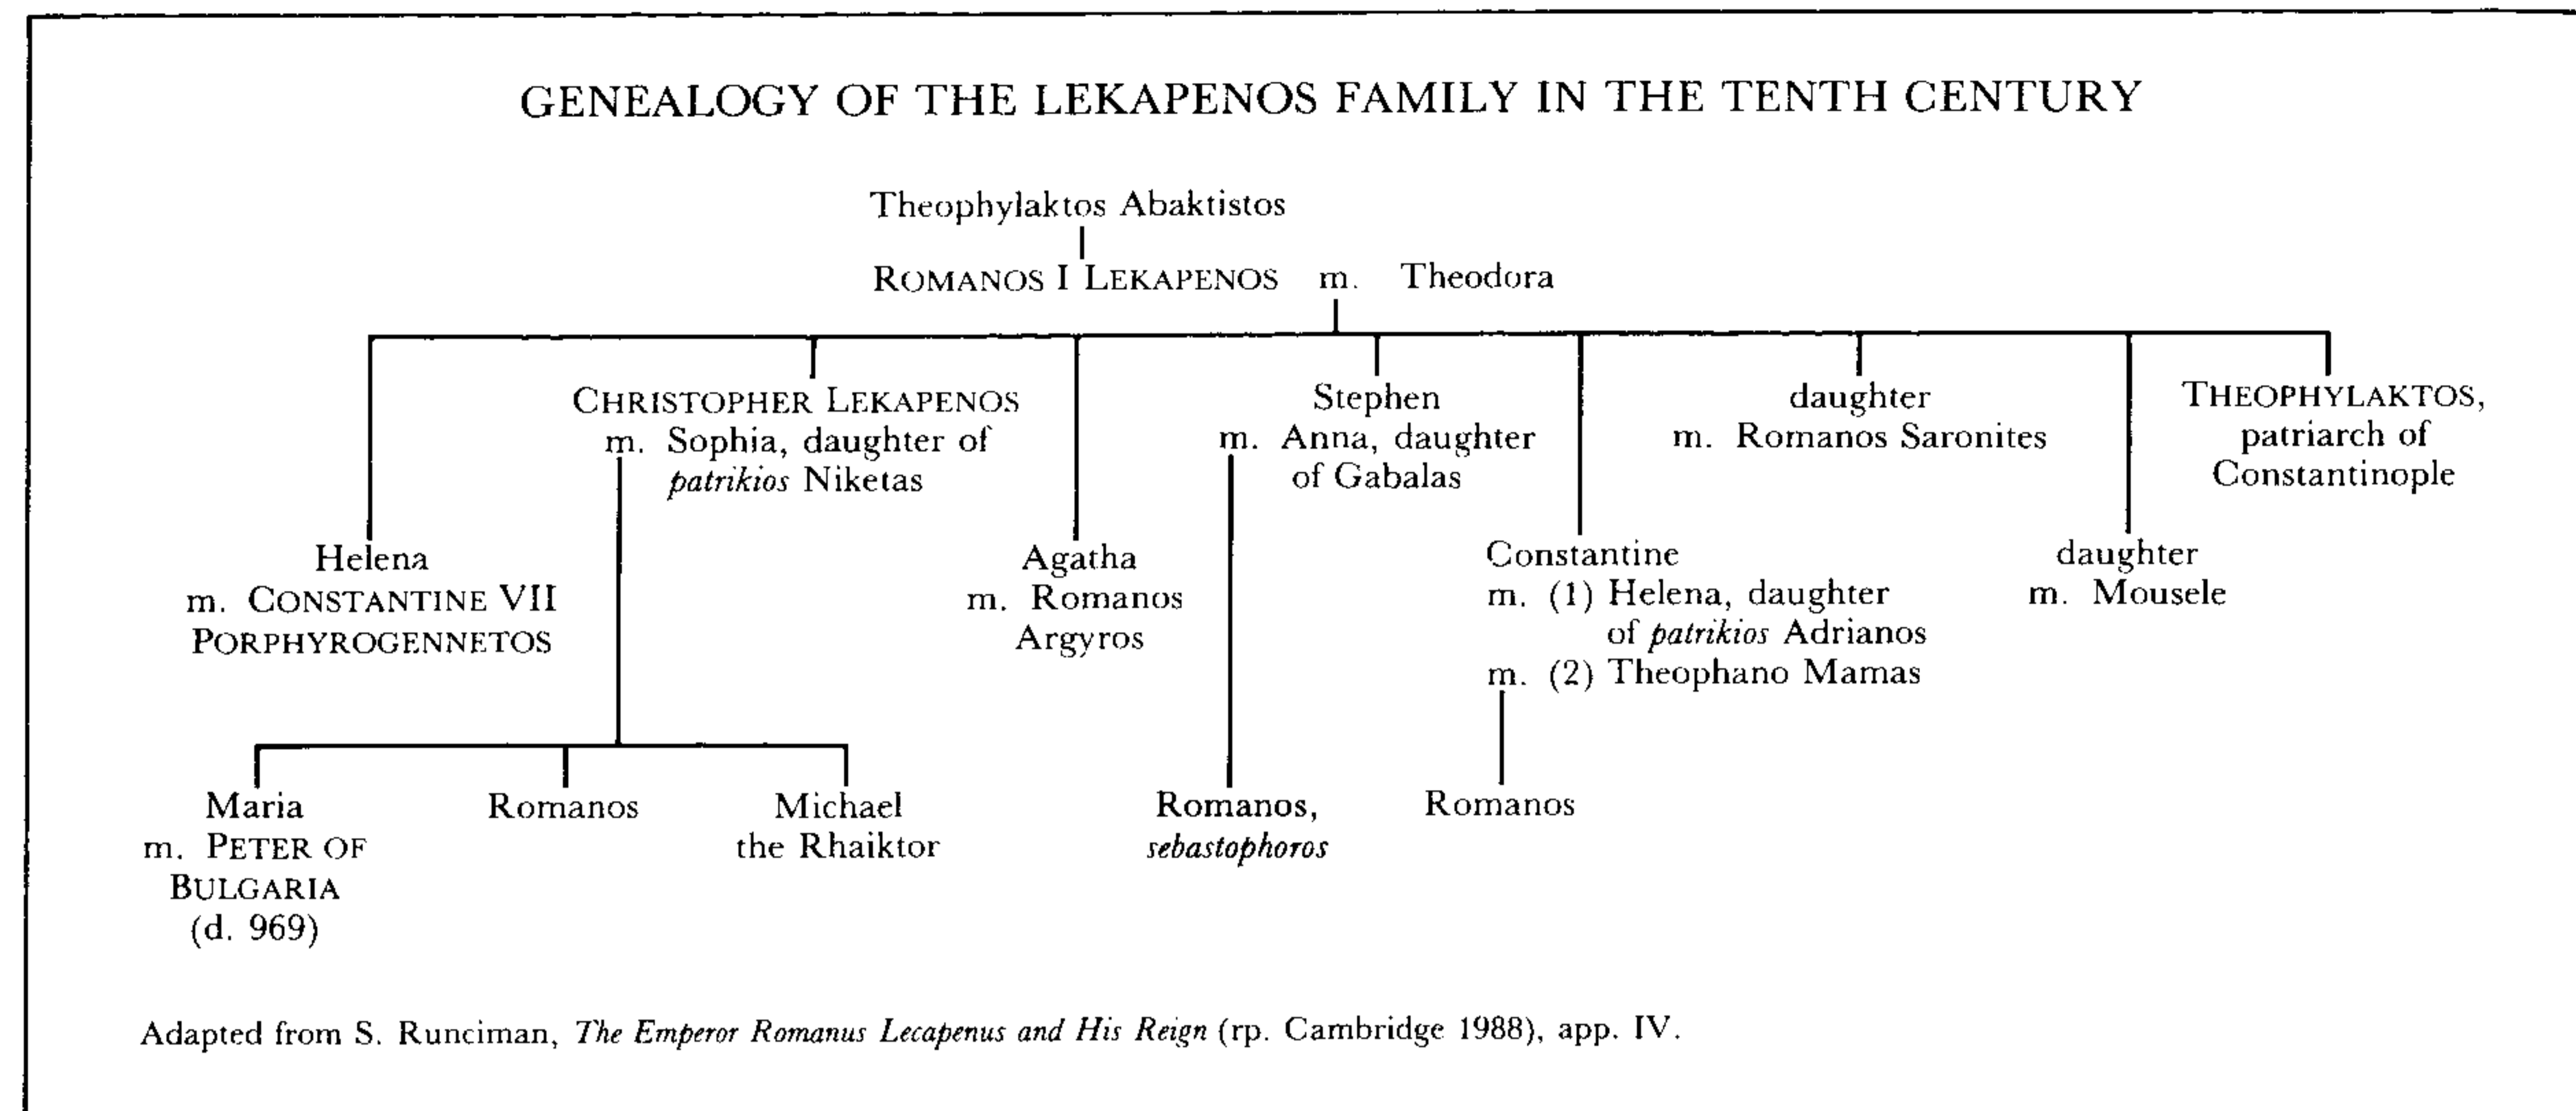 GENEALOGY OF THE LEKAPENOS FAMILY IN THE TENTH CENTURY
Theophylaktos Abaktistos
ROMANOS I LEKAPENOS m. Theodora
Helena
m. CONSTANTINE VII
PORPHYROGENNETOS
CHRISTOPHER LEKAPENOS
m. Sophia, daughter of
patrikios Niketas
Agatha
m. Romanos
Argyros
Stephen
m. Anna, daughter
of Gabalas
Constantine
m. (1) Helena, daughter
of patrikios Adrianos
m. (2) Theophano Mamas
daughter
m. Romanos Saronites
daughter
m. Mousele
THEOPHYLAKTOS,
patriarch of
Constantinople
Maria
m. PETER OF
BULGARIA
(d. 969)
Romanos
Michael
the Rhaiktor
Romanos,
sebastophoros
Romanos
Adapted from S. Runciman, The Emperor Romanus Lecapenus and His Reign (rp. Cambridge 1988), app. IV.